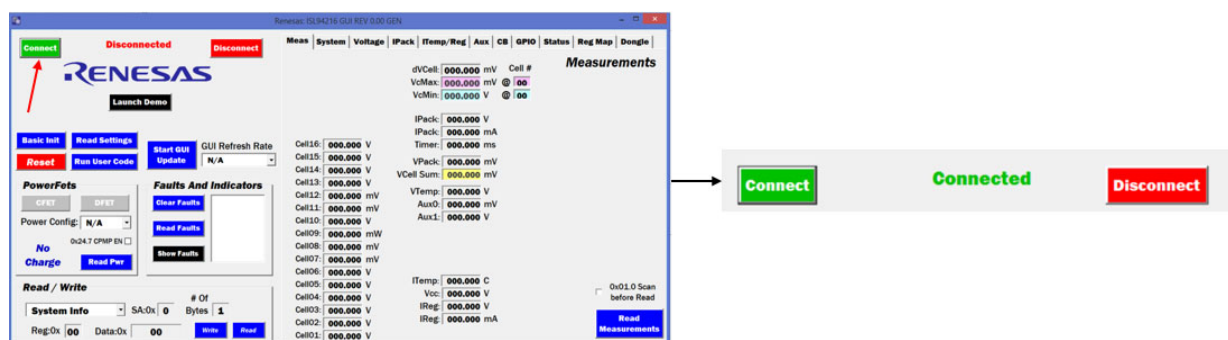 Renesas: ISL94216 GUI REV 0.00 GEN
Connect Disconnected Disconnect
RENESAS
Launch Demo
Basic Init Read Settings
Reset Run User Code
Start GUI Update
GUI Refresh Rate
N/A
PowerFets
CFET DFET
Power Config: N/A
0x24.7 CPMP EN
No Charge
Read Pwr
Faults And Indicators
Clear Faults
Read Faults
Show Faults
Read / Write
# Of
System Info SA:0x 0 Bytes 1
Reg:0x 00 Data:0x 00 Write Read
Meas System Voltage IPack ITemp/Reg Aux CB GPIO Status Reg Map Dongle
Measurements
dVCell: 000.000 mV Cell #
VcMax: 000.000 mV @ 00
VcMin: 000.000 V @ 00
IPack: 000.000 V
IPack: 000.000 mA
Timer: 000.000 ms
VPack: 000.000 mV
VCell Sum: 000.000 mV
VTemp: 000.000 V
Aux0: 000.000 mV
Aux1: 000.000 V
Cell16: 000.000 V
Cell15: 000.000 V
Cell14: 000.000 V
Cell13: 000.000 V
Cell12: 000.000 mV
Cell11: 000.000 mV
Cell10: 000.000 V
Cell09: 000.000 mW
Cell08: 000.000 mV
Cell07: 000.000 mV
Cell06: 000.000 V
Cell05: 000.000 V
Cell04: 000.000 V
Cell03: 000.000 V
Cell02: 000.000 V
Cell01: 000.000 V
ITemp: 000.000 C
Vcc: 000.000 V
IReg: 000.000 V
IReg: 000.000 mA
0x01.0 Scan
before Read
Read
Measurements
Connect Connected Disconnect